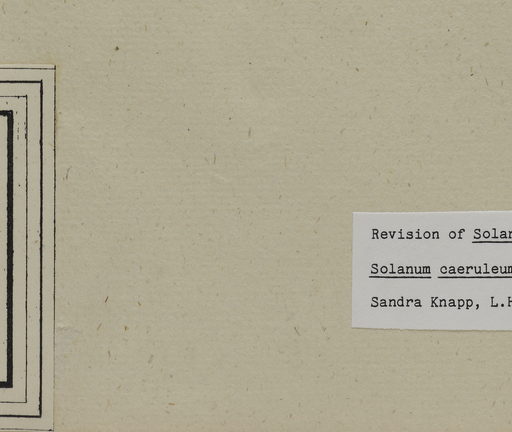 Revision of Solan
Solanum caeruleum
Sandra Knapp, L.H